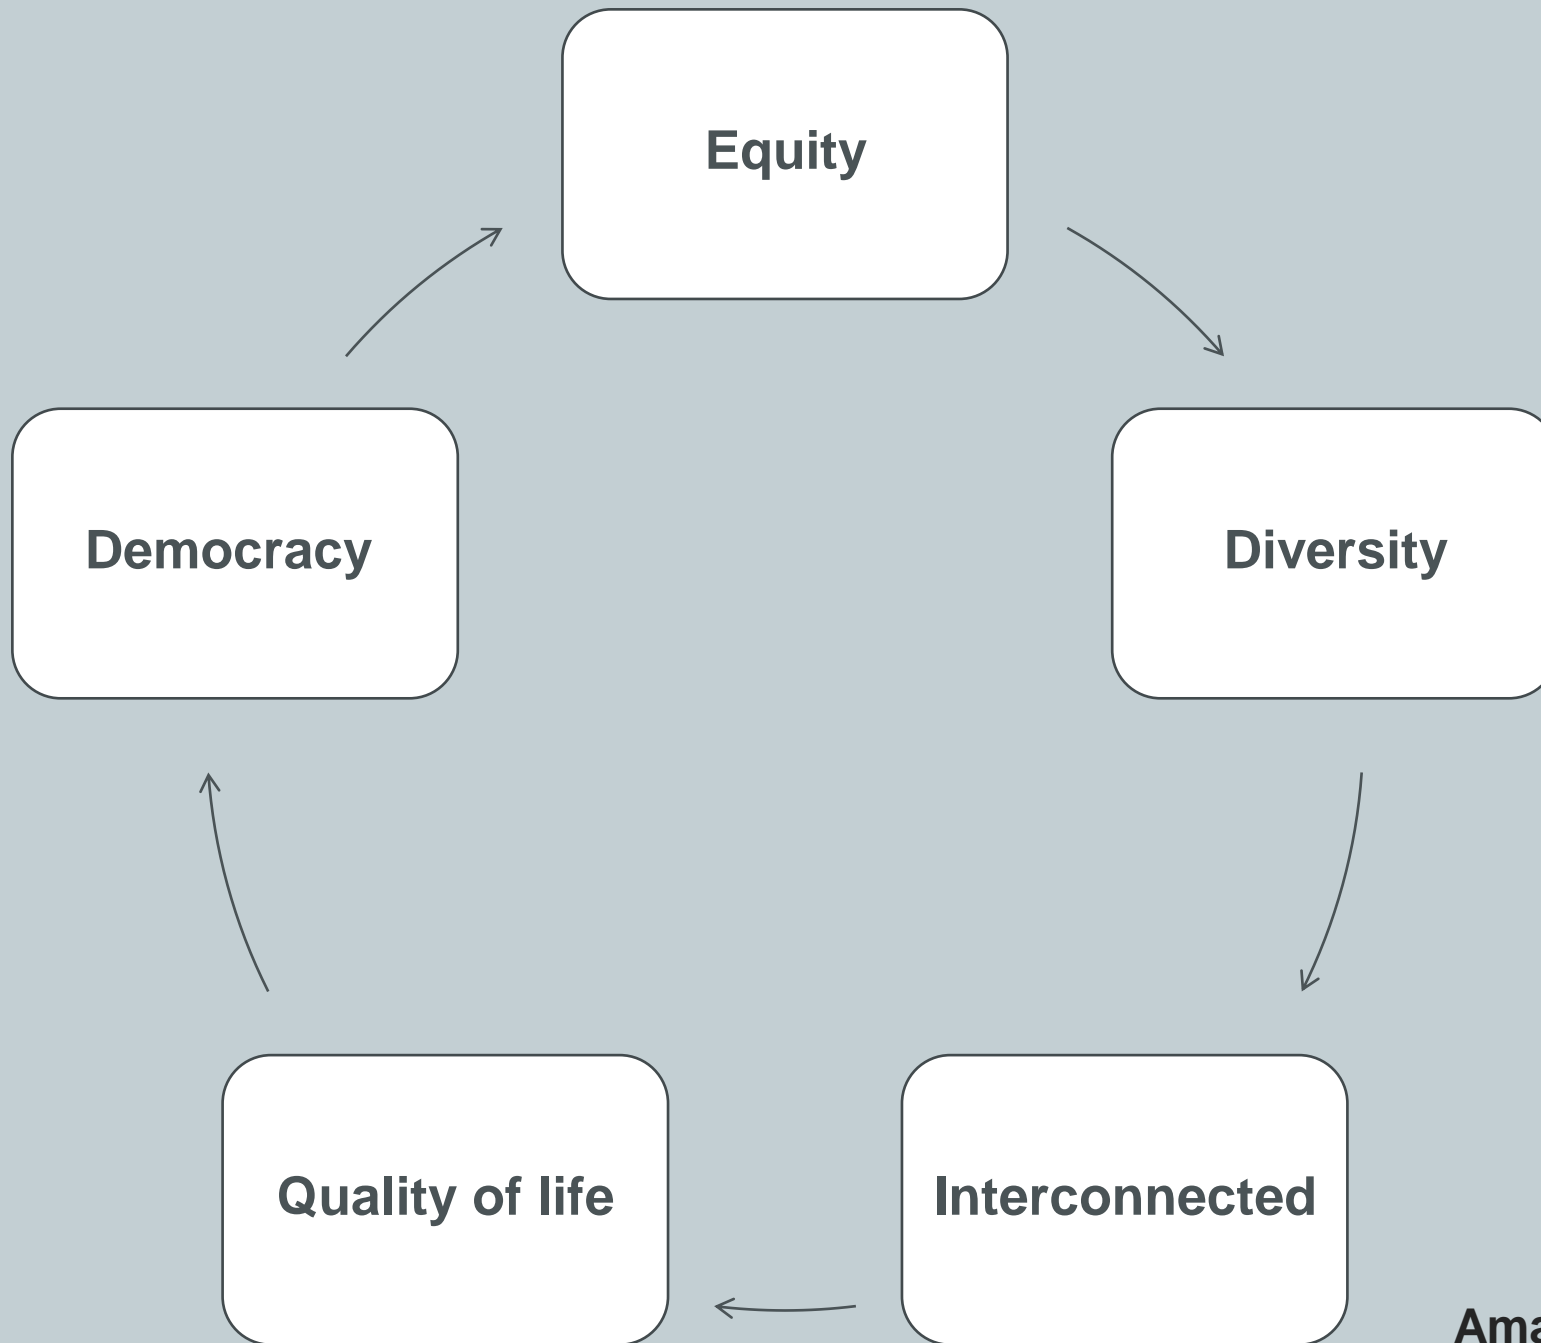 Equity
Democracy
Diversity
Quality of life
Interconnected